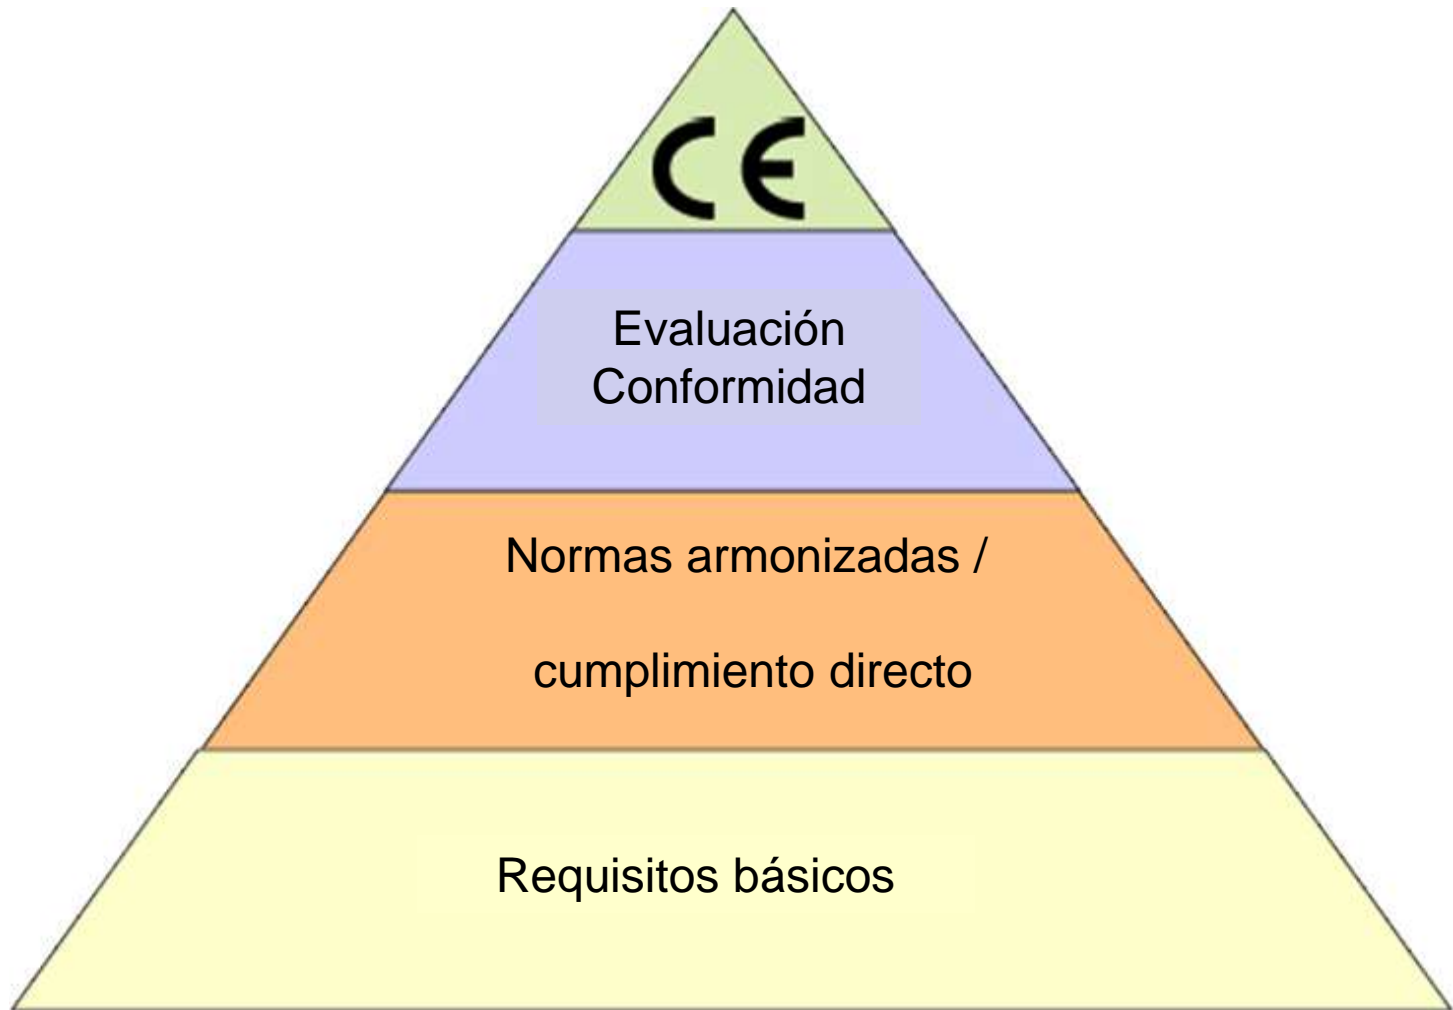 CE
Evaluación
Conformidad
Normas armonizadas /
cumplimiento directo
Requisitos básicos